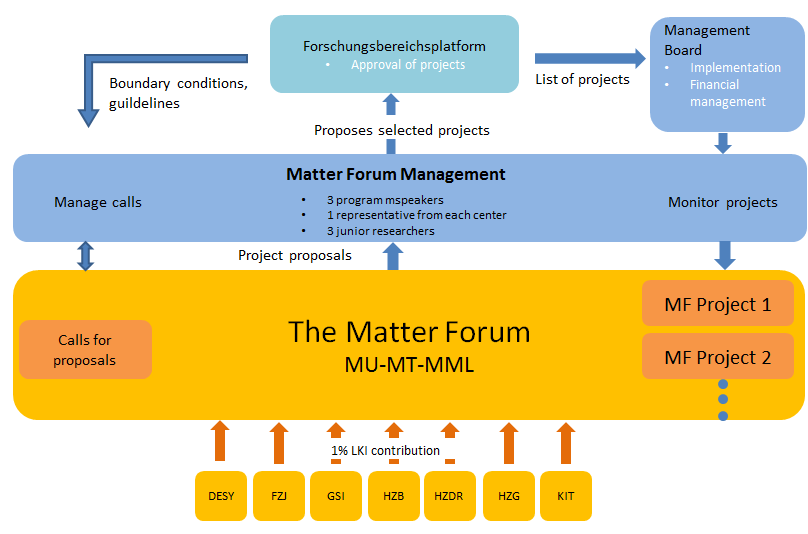 Forschungsbereichsplatform
• Approval of projects
Management
Board
• Implementation
• Financial
management
Boundary conditions,
guildelines
List of projects
Proposes selected projects
Matter Forum Management
Manage calls
• 3 program mspeakers
• 1 representative from each center
• 3 junior researchers
Monitor projects
Project proposals
The Matter Forum
MU-MT-MML
Calls for
proposals
MF Project 1
MF Project 2
1% LKI contribution
DESY
FZJ
GSI
HZB
HZDR
HZG
KIT